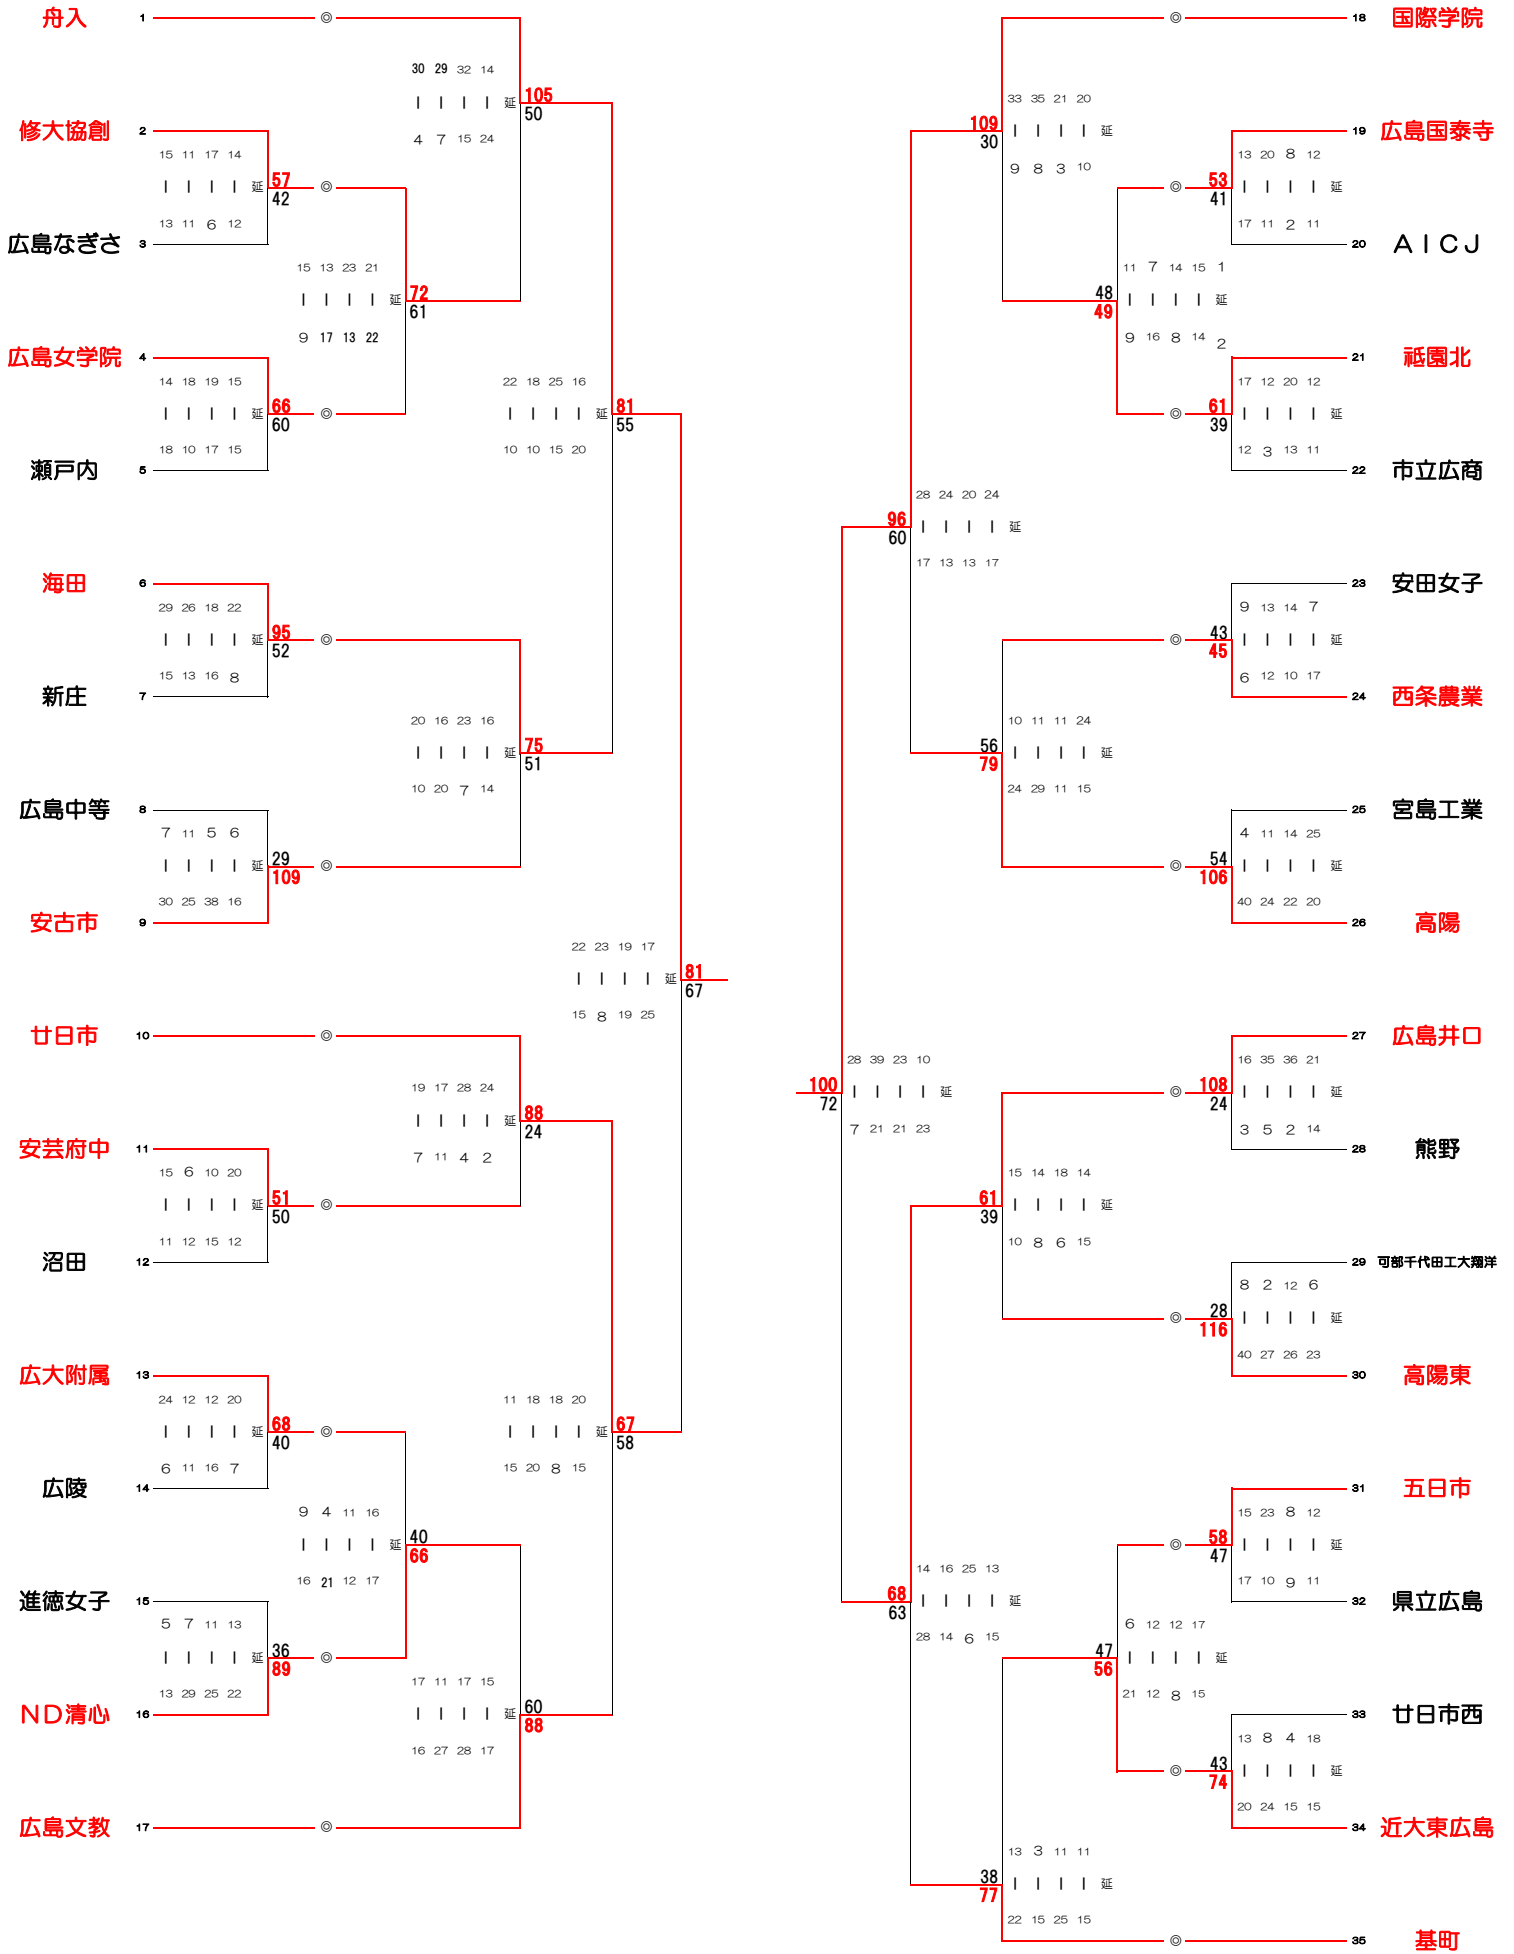 舟入 1 ◎
30 29 32 14
延 105
50
4 7 15 24
修大協創 2
15 11 17 14
延 57 ◎
42
13 11 6 12
広島なぎさ 3
15 13 23 21
延 72
61
9 17 13 22
広島女学院 4
14 18 19 15
延 66 ◎
60
18 10 17 15
瀬戸内 5
22 18 25 16
延 81
55
10 10 15 20
海田 6
29 26 18 22
延 95 ◎
52
15 13 16 8
新庄 7
20 16 23 16
延 75
51
10 20 7 14
広島中等 8
7 11 5 6
延 29 ◎
109
30 25 38 16
安古市 9
22 23 19 17
延 81
67
15 8 19 25
廿日市 10 ◎
19 17 28 24
延 88
24
7 11 4 2
安芸府中 11
15 6 10 20
延 51 ◎
50
11 12 15 12
沼田 12
広大附属 13
24 12 12 20
延 68 ◎
40
6 11 16 7
広陵 14
11 18 18 20
延 67
58
15 20 8 15
9 4 11 16
延 40
66
16 21 12 17
進徳女子 15
5 7 11 13
延 36 ◎
89
13 29 25 22
ND清心 16
17 11 17 15
延 60
88
16 27 28 17
広島文教 17 ◎
◎ 18 国際学院
33 35 21 20
109 延
30
9 8 3 10
19 広島国泰寺
13 20 8 12
◎ 53 延
41
17 11 2 11
20 AICJ
11 7 14 15 1
48 延
49
9 16 8 14 2
21 祗園北
17 12 20 12
◎ 61 延
39
12 3 13 11
22 市立広商
28 24 20 24
96 延
60
17 13 13 17
23 安田女子
9 13 14 7
◎ 43 延
45
6 12 10 17
24 西条農業
10 11 11 24
56 延
79
24 29 11 15
25 宮島工業
4 11 14 25
◎ 54 延
106
40 24 22 20
26 高陽
28 39 23 10
100 延
72
7 21 21 23
27 広島井口
16 35 36 21
◎ 108 延
24
3 5 2 14
28 熊野
15 14 18 14
61 延
39
10 8 6 15
29 可部千代田工大翔洋
8 2 12 6
◎ 28 延
116
40 27 26 23
30 高陽東
14 16 25 13
68 延
63
28 14 6 15
31 五日市
15 23 8 12
◎ 58 延
47
17 10 9 11
32 県立広島
6 12 12 17
47 延
56
21 12 8 15
33 廿日市西
13 8 4 18
◎ 43 延
74
20 24 15 15
34 近大東広島
13 3 11 11
38 延
77
22 15 25 15
◎ 35 基町